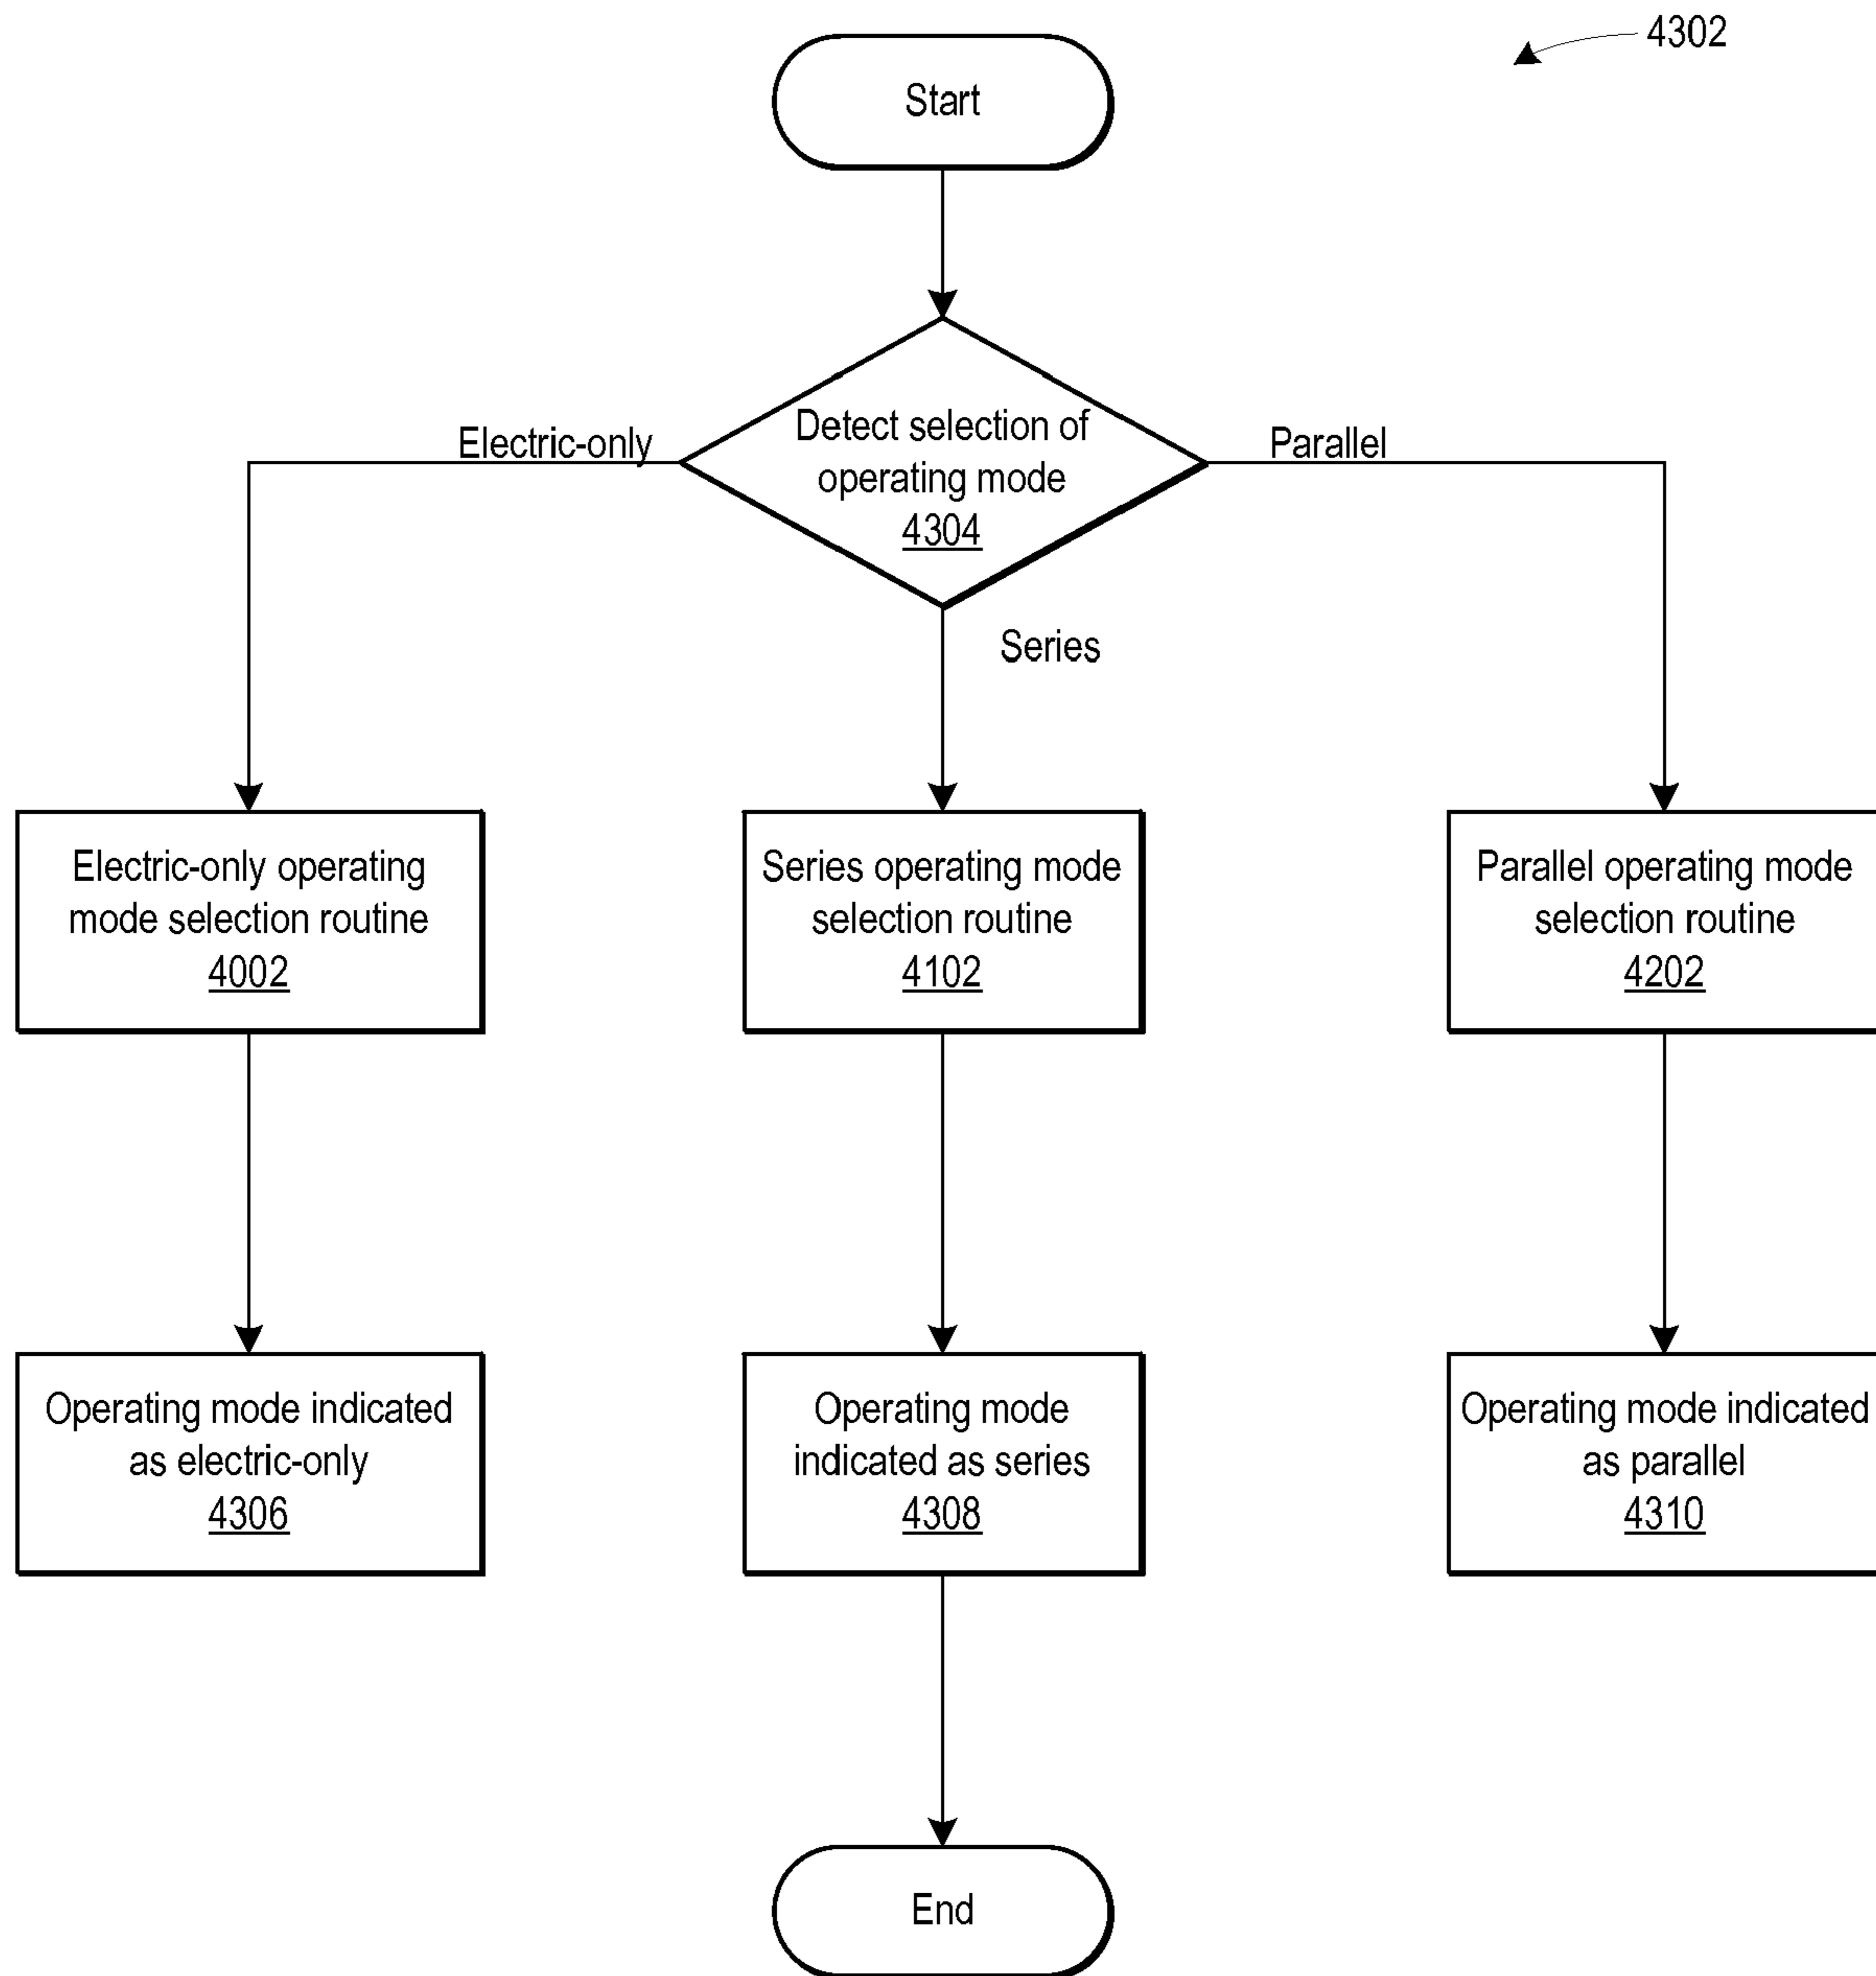 4302
Start
Detect selection of
operating mode
4304
Electric-only
Parallel
Series
Electric-only operating
mode selection routine
4002
Series operating mode
selection routine
4102
Parallel operating mode
selection routine
4202
Operating mode indicated
as electric-only
4306
Operating mode
indicated as series
4308
Operating mode indicated
as parallel
4310
End